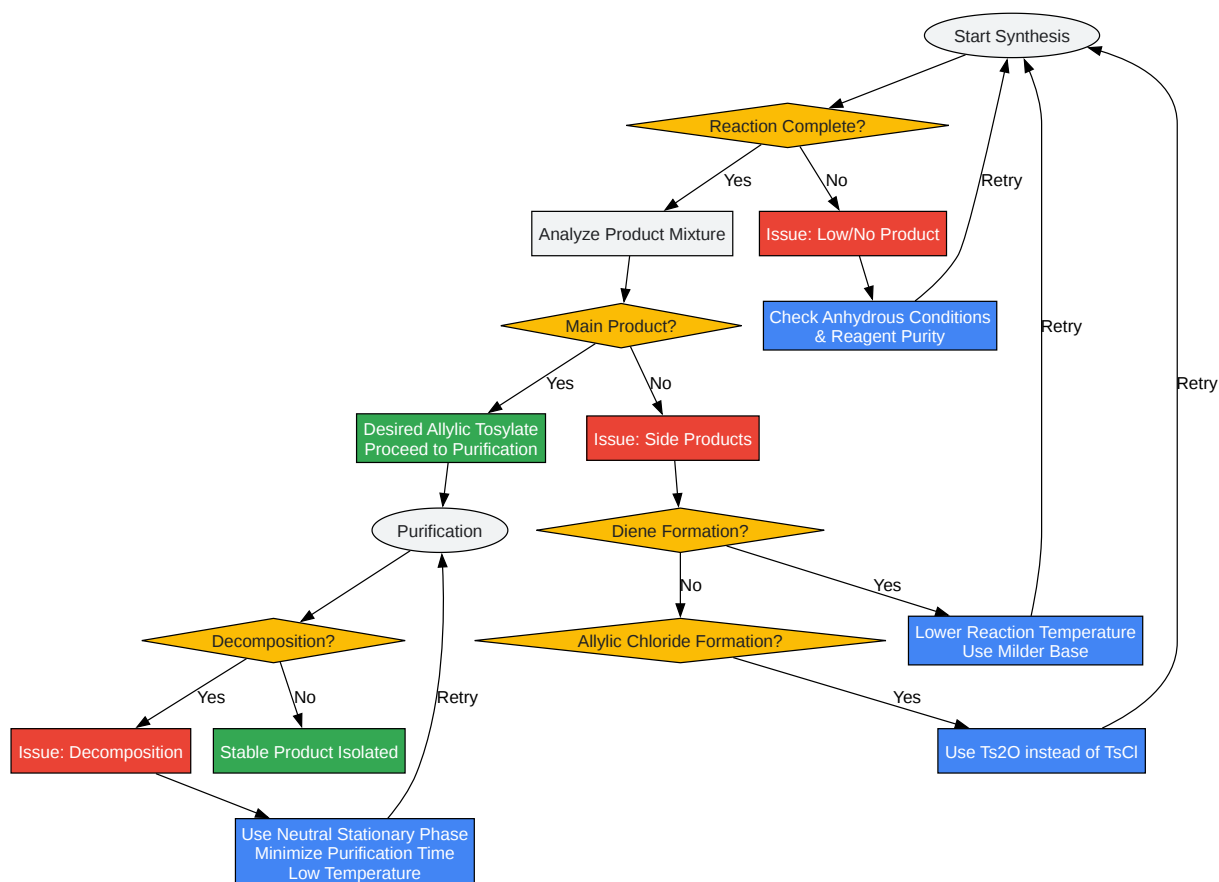 Start Synthesis
Reaction Complete?
Yes
No
Retry
Analyze Product Mixture
Issue: Low/No Product
Check Anhydrous Conditions
& Reagent Purity
Main Product?
Retry
Yes
No
Retry
Desired Allylic Tosylate
Proceed to Purification
Issue: Side Products
Purification
Diene Formation?
No
Yes
Decomposition?
Allylic Chloride Formation?
Lower Reaction Temperature
Use Milder Base
Yes
No
Retry
Yes
Issue: Decomposition
Stable Product Isolated
Use Ts2O instead of TsCl
Use Neutral Stationary Phase
Minimize Purification Time
Low Temperature